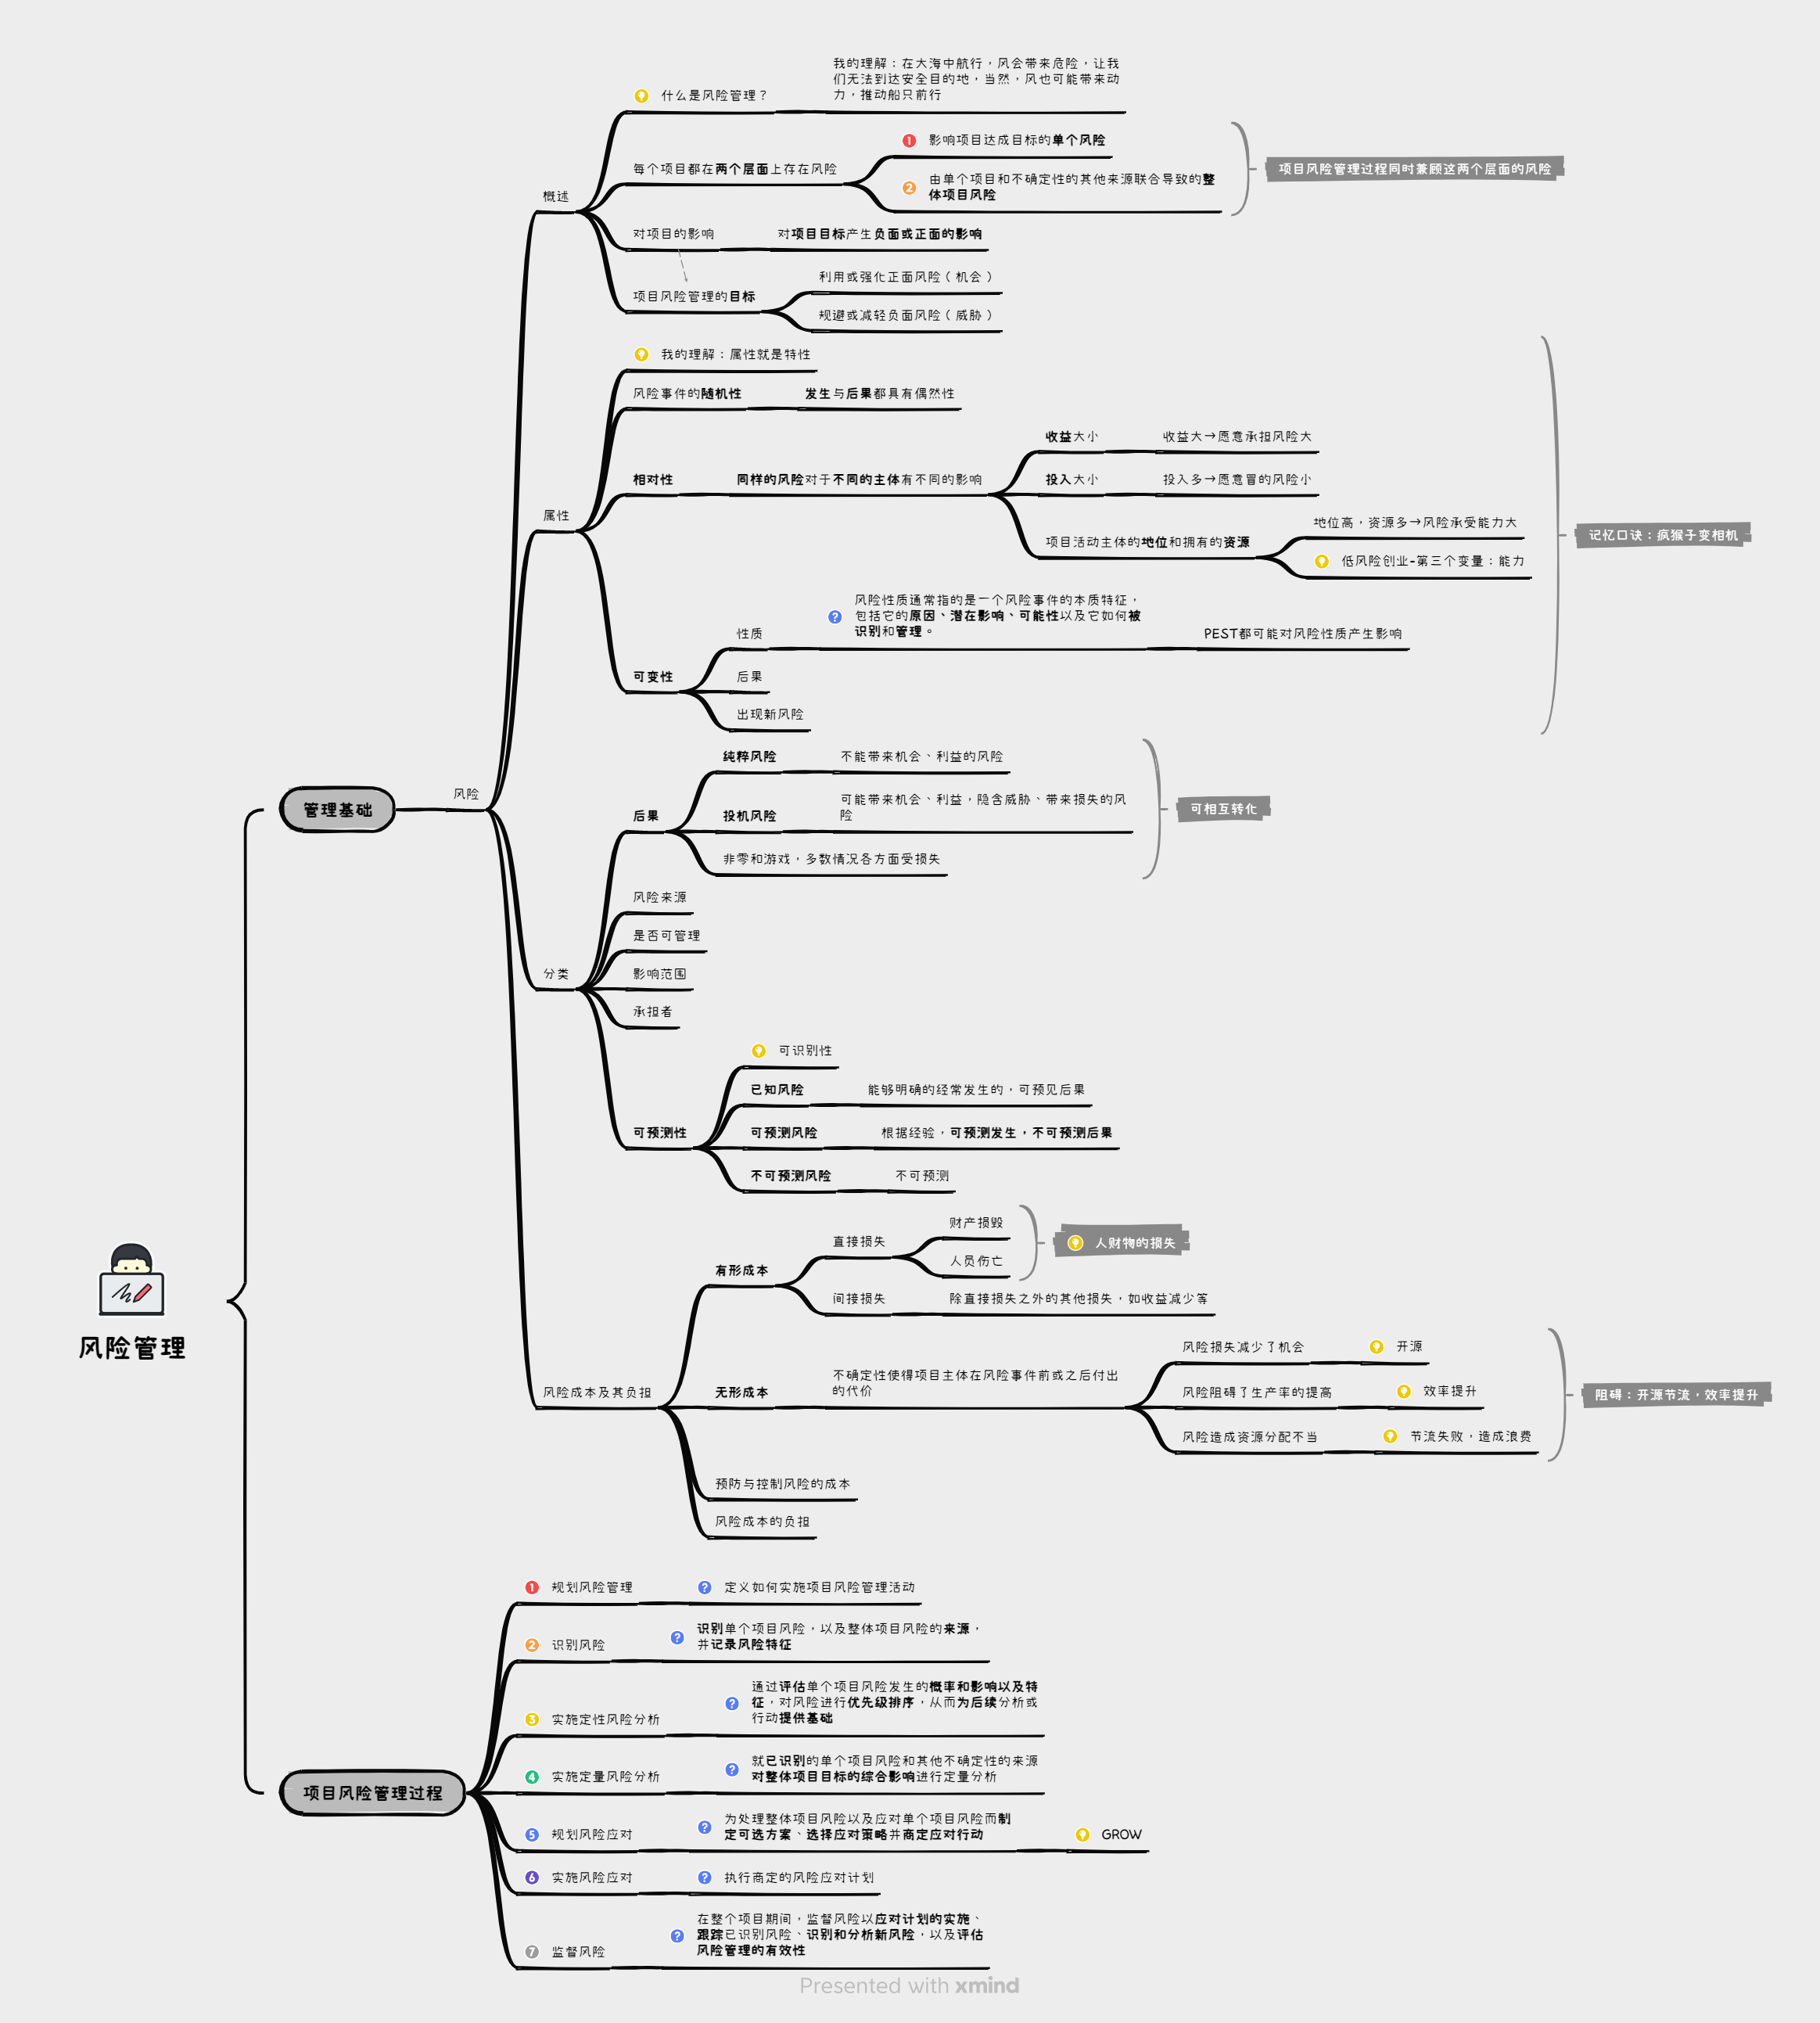 风险管理
管理基础
风险
概述
什么是风险管理？
我的理解：在大海中航行，风会带来危险，让我
们无法到达安全目的地，当然，风也可能带来动
力，推动船只前行
每个项目都在两个层面上存在风险
1 影响项目达成目标的单个风险
2 由单个项目和不确定性的其他来源联合导致的整
体项目风险
项目风险管理过程同时兼顾这两个层面的风险
对项目的影响
对项目目标产生负面或正面的影响
项目风险管理的目标
利用或强化正面风险（机会）
规避或减轻负面风险（威胁）
属性
我的理解：属性就是特性
风险事件的随机性
发生与后果都具有偶然性
相对性
同样的风险对于不同的主体有不同的影响
收益大小
收益大→愿意承担风险大
投入大小
投入多→愿意冒的风险小
项目活动主体的地位和拥有的资源
地位高，资源多→风险承受能力大
低风险创业-第三个变量：能力
可变性
性质
? 风险性质通常指的是一个风险事件的本质特征，
包括它的原因、潜在影响、可能性以及它如何被
识别和管理。
PEST都可能对风险性质产生影响
后果
出现新风险
记忆口诀：疯猴子变相机
分类
后果
纯粹风险
不能带来机会、利益的风险
投机风险
可能带来机会、利益，隐含威胁、带来损失的风
险
非零和游戏，多数情况各方面受损失
可相互转化
风险来源
是否可管理
影响范围
承担者
可预测性
可识别性
已知风险
能够明确的经常发生的，可预见后果
可预测风险
根据经验，可预测发生，不可预测后果
不可预测风险
不可预测
风险成本及其负担
有形成本
直接损失
财产损毁
人员伤亡
人财物的损失
间接损失
除直接损失之外的其他损失，如收益减少等
无形成本
不确定性使得项目主体在风险事件前或之后付出
的代价
风险损失减少了机会
开源
风险阻碍了生产率的提高
效率提升
风险造成资源分配不当
节流失败，造成浪费
阻碍：开源节流，效率提升
预防与控制风险的成本
风险成本的负担
项目风险管理过程
1 规划风险管理
? 定义如何实施项目风险管理活动
2 识别风险
? 识别单个项目风险，以及整体项目风险的来源，
并记录风险特征
3 实施定性风险分析
? 通过评估单个项目风险发生的概率和影响以及特
征，对风险进行优先级排序，从而为后续分析或
行动提供基础
4 实施定量风险分析
? 就已识别的单个项目风险和其他不确定性的来源
对整体项目目标的综合影响进行定量分析
5 规划风险应对
? 为处理整体项目风险以及应对单个项目风险而制
定可选方案、选择应对策略并商定应对行动
GROW
6 实施风险应对
? 执行商定的风险应对计划
7 监督风险
? 在整个项目期间，监督风险以应对计划的实施、
跟踪已识别风险、识别和分析新风险，以及评估
风险管理的有效性
Presented with xmind